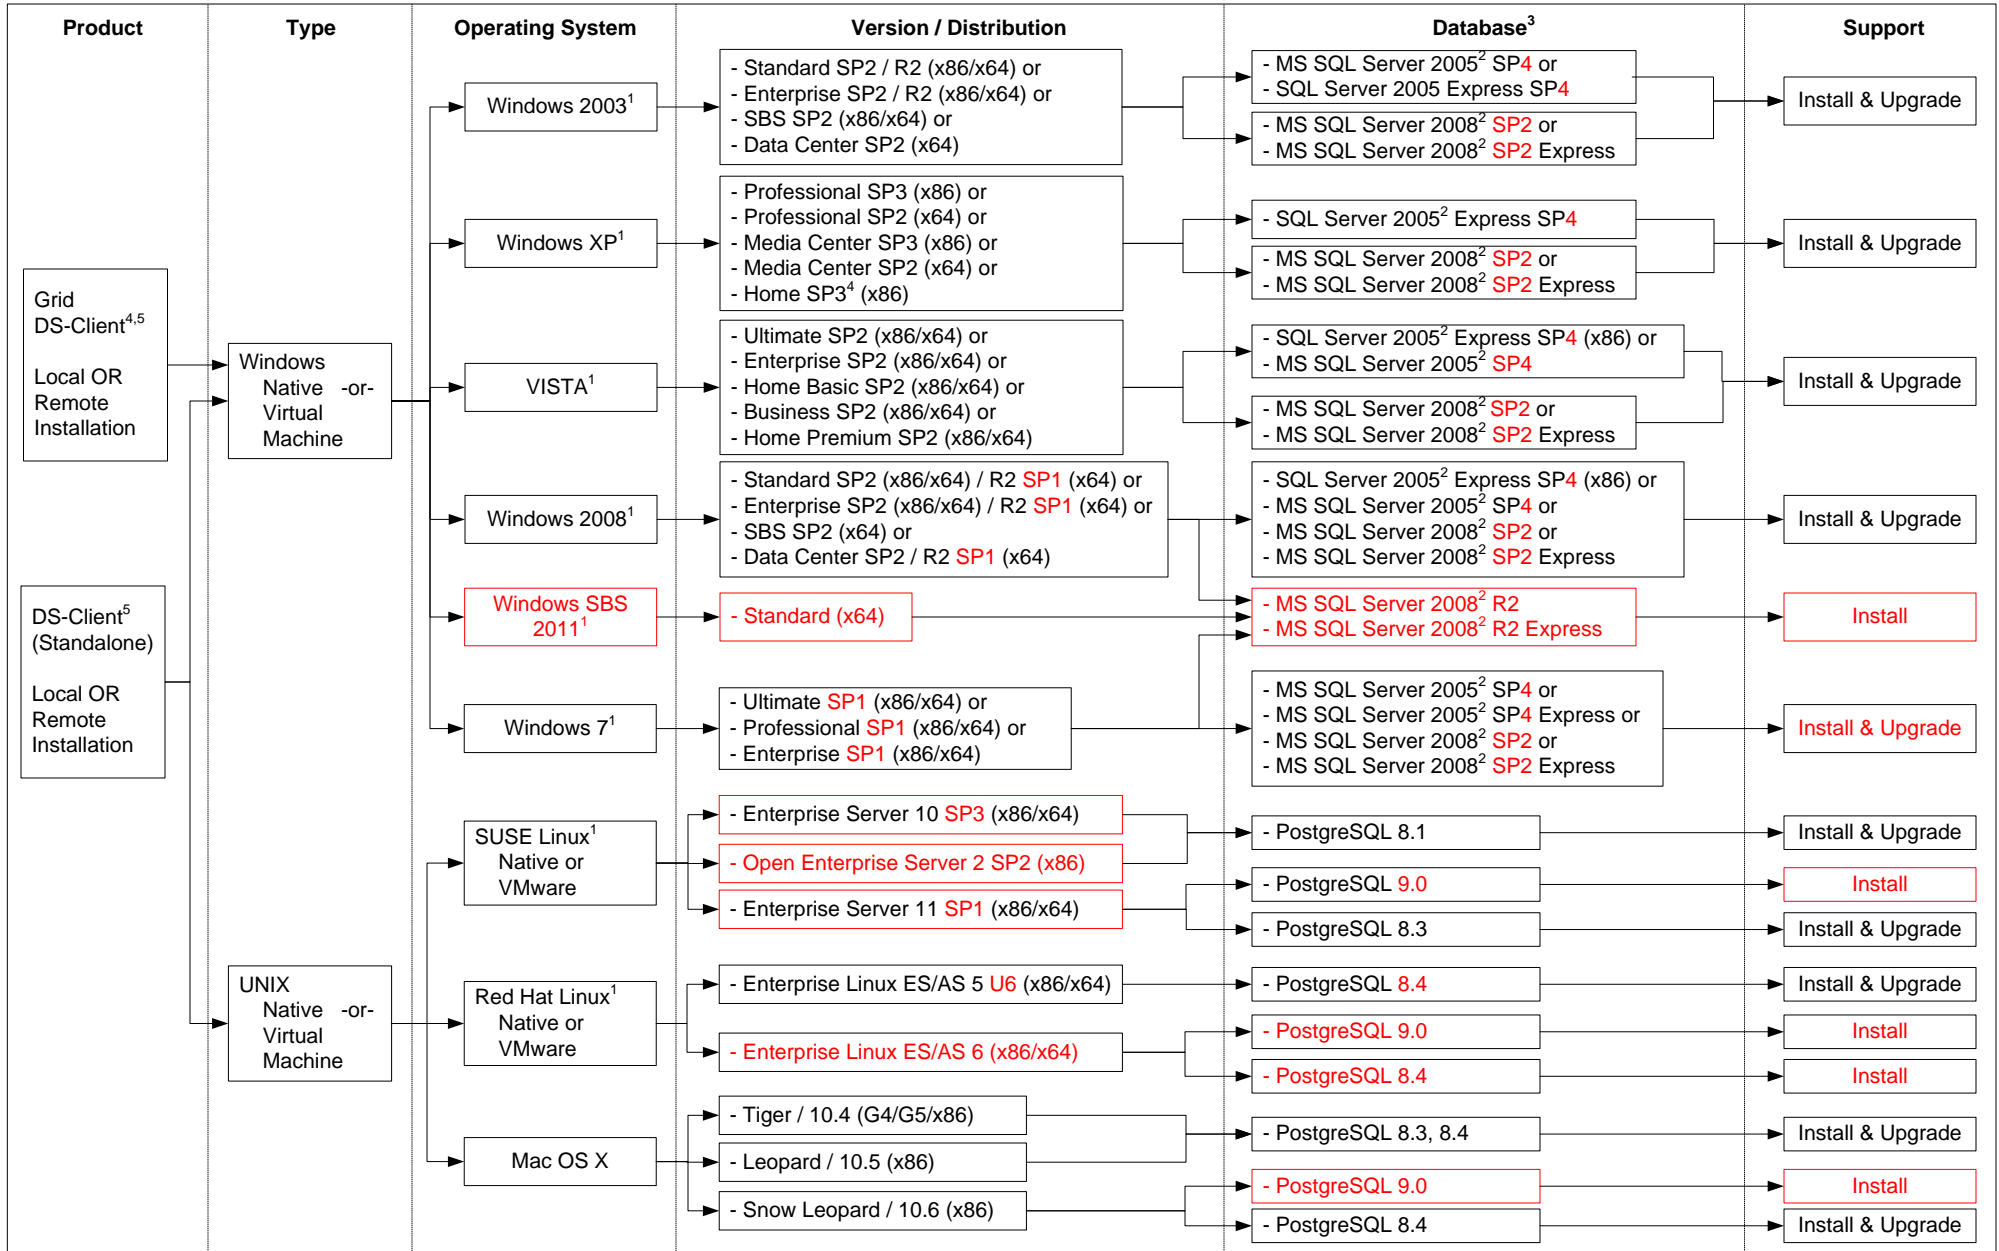 Product
Type
Operating System
Version / Distribution
Database³
Support
Grid
DS-Client⁴,⁵
Local OR
Remote
Installation
DS-Client⁵
(Standalone)
Local OR
Remote
Installation
Windows
Native -or-
Virtual
Machine
UNIX
Native -or-
Virtual
Machine
Windows 2003¹
- Standard SP2 / R2 (x86/x64) or
- Enterprise SP2 / R2 (x86/x64) or
- SBS SP2 (x86/x64) or
- Data Center SP2 (x64)
- MS SQL Server 2005² SP4 or
- SQL Server 2005 Express SP4
- MS SQL Server 2008² SP2 or
- MS SQL Server 2008² SP2 Express
Install & Upgrade
Windows XP¹
- Professional SP3 (x86) or
- Professional SP2 (x64) or
- Media Center SP3 (x86) or
- Media Center SP2 (x64) or
- Home SP3⁴ (x86)
- SQL Server 2005² Express SP4
- MS SQL Server 2008² SP2 or
- MS SQL Server 2008² SP2 Express
Install & Upgrade
VISTA¹
- Ultimate SP2 (x86/x64) or
- Enterprise SP2 (x86/x64) or
- Home Basic SP2 (x86/x64) or
- Business SP2 (x86/x64) or
- Home Premium SP2 (x86/x64)
- SQL Server 2005² Express SP4 (x86) or
- MS SQL Server 2005² SP4
- MS SQL Server 2008² SP2 or
- MS SQL Server 2008² SP2 Express
Install & Upgrade
Windows 2008¹
- Standard SP2 (x86/x64) / R2 SP1 (x64) or
- Enterprise SP2 (x86/x64) / R2 SP1 (x64) or
- SBS SP2 (x64) or
- Data Center SP2 / R2 SP1 (x64)
- SQL Server 2005² Express SP4 (x86) or
- MS SQL Server 2005² SP4 or
- MS SQL Server 2008² SP2 or
- MS SQL Server 2008² SP2 Express
Install & Upgrade
Windows SBS
2011¹
- Standard (x64)
- MS SQL Server 2008² R2
- MS SQL Server 2008² R2 Express
Install
Windows 7¹
- Ultimate SP1 (x86/x64) or
- Professional SP1 (x86/x64) or
- Enterprise SP1 (x86/x64)
- MS SQL Server 2005² SP4 or
- MS SQL Server 2005² SP4 Express or
- MS SQL Server 2008² SP2 or
- MS SQL Server 2008² SP2 Express
Install & Upgrade
SUSE Linux¹
Native or
VMware
- Enterprise Server 10 SP3 (x86/x64)
- Open Enterprise Server 2 SP2 (x86)
- Enterprise Server 11 SP1 (x86/x64)
- PostgreSQL 8.1
Install & Upgrade
- PostgreSQL 9.0
Install
- PostgreSQL 8.3
Install & Upgrade
Red Hat Linux¹
Native or
VMware
- Enterprise Linux ES/AS 5 U6 (x86/x64)
- Enterprise Linux ES/AS 6 (x86/x64)
- PostgreSQL 8.4
Install & Upgrade
- PostgreSQL 9.0
Install
- PostgreSQL 8.4
Install
Mac OS X
- Tiger / 10.4 (G4/G5/x86)
- Leopard / 10.5 (x86)
- Snow Leopard / 10.6 (x86)
- PostgreSQL 8.3, 8.4
Install & Upgrade
- PostgreSQL 9.0
Install
- PostgreSQL 8.4
Install & Upgrade